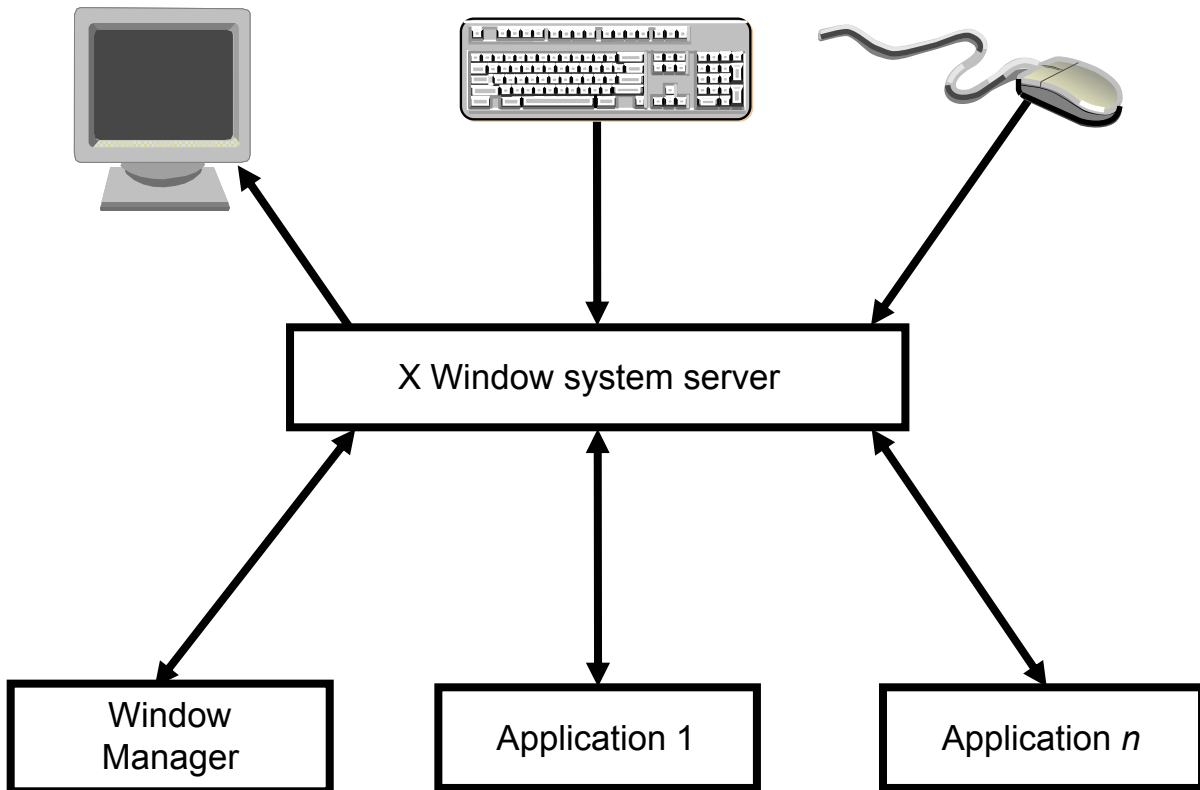 X Window system server
Window
Manager
Application 1
Application n